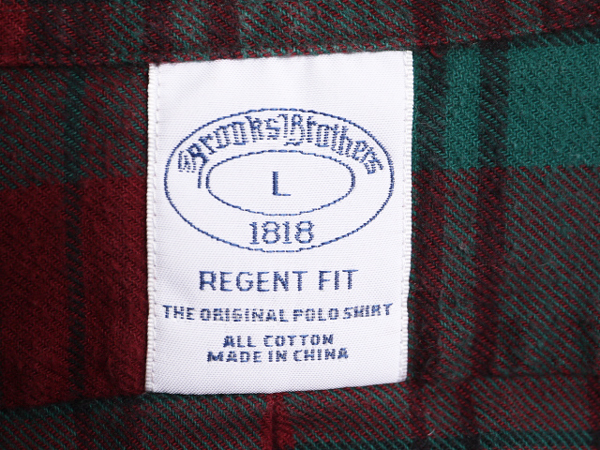 Brooks Brothers
L
1818
REGENT FIT
THE ORIGINAL POLO SHIRT
ALL COTTON
MADE IN CHINA